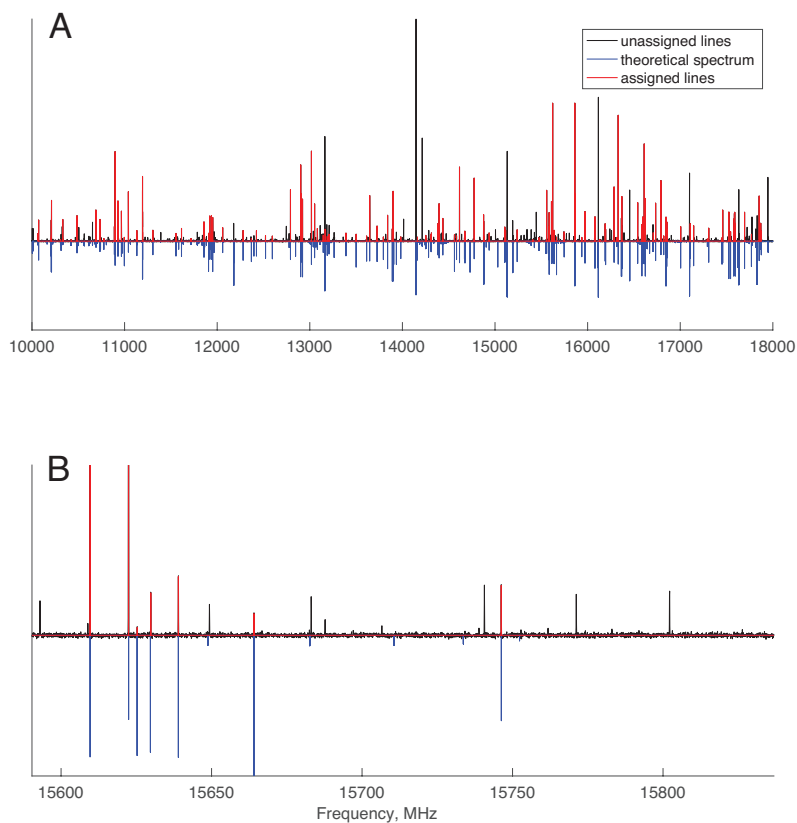 A
unassigned lines
theoretical spectrum
assigned lines
10000 11000 12000 13000 14000 15000 16000 17000 18000
B
15600 15650 15700 15750 15800
Frequency, MHz